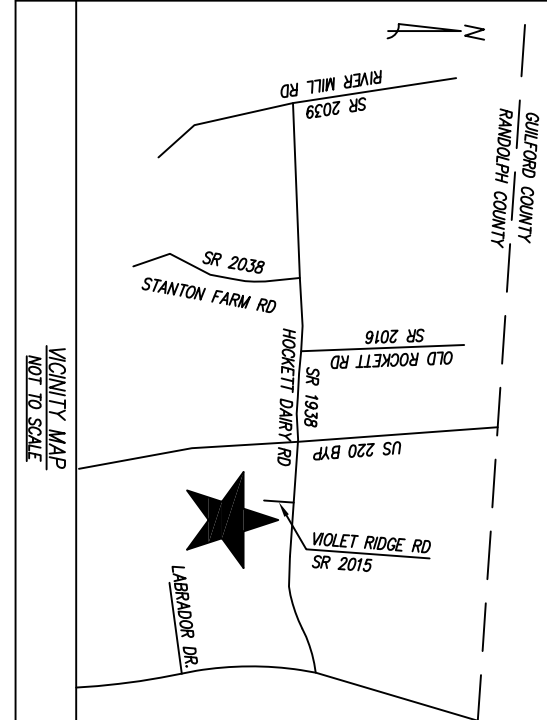 N
GUILFORD COUNTY
RANDOLPH COUNTY
RIVER MILL RD
SR 2039
SR 2038
STANTON FARM RD
SR 2016
OLD ROCKETT RD
HOCKETT DAIRY RD
SR 1938
US 220 BYP
VIOLET RIDGE RD
SR 2015
LABRADOR DR.
VICINITY MAP
NOT TO SCALE